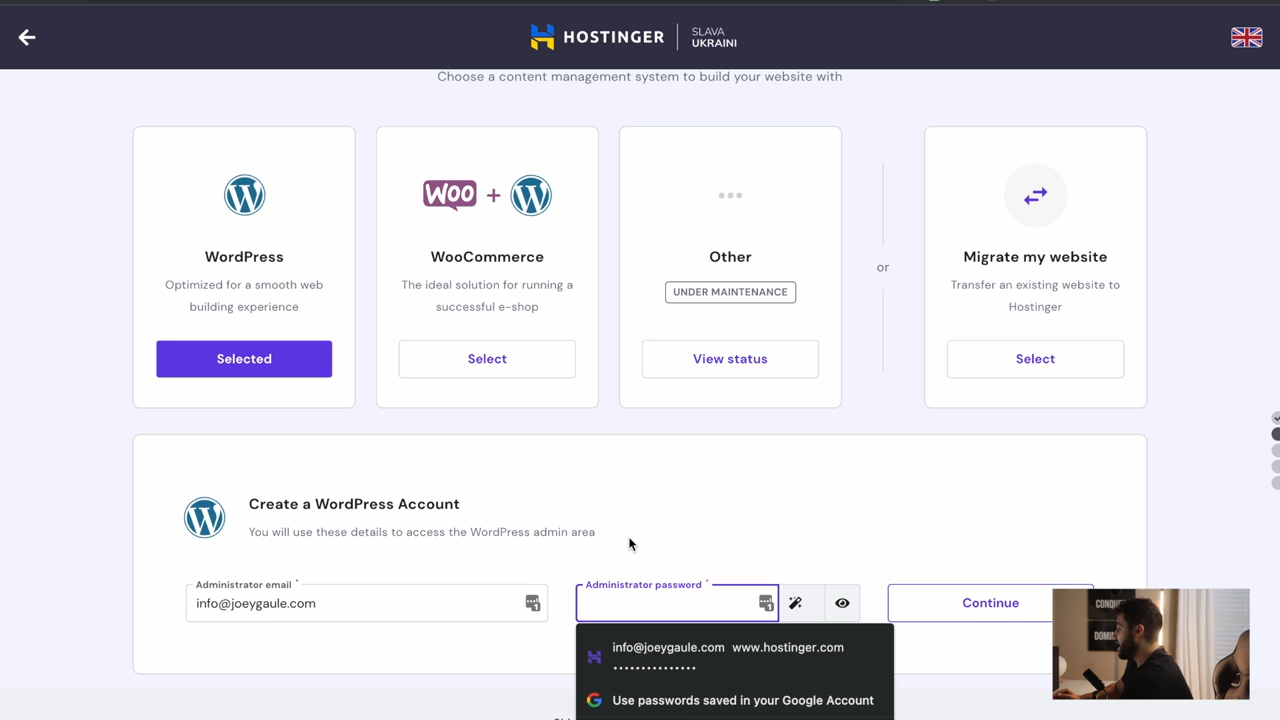 HOSTINGER
SLAVA
UKRAINI
Choose a content management system to build your website with
WordPress
Optimized for a smooth web
building experience
Selected
WOO + W
WooCommerce
The ideal solution for running a
successful e-shop
Select
Other
UNDER MAINTENANCE
View status
or
Migrate my website
Transfer an existing website to
Hostinger
Select
Create a WordPress Account
You will use these details to access the WordPress admin area
Administrator email *
info@joeygaule.com
Administrator password *
Continue
info@joeygaule.com www.hostinger.com
•••••••••••••••
Use passwords saved in your Google Account
CONQUE
DOMIN